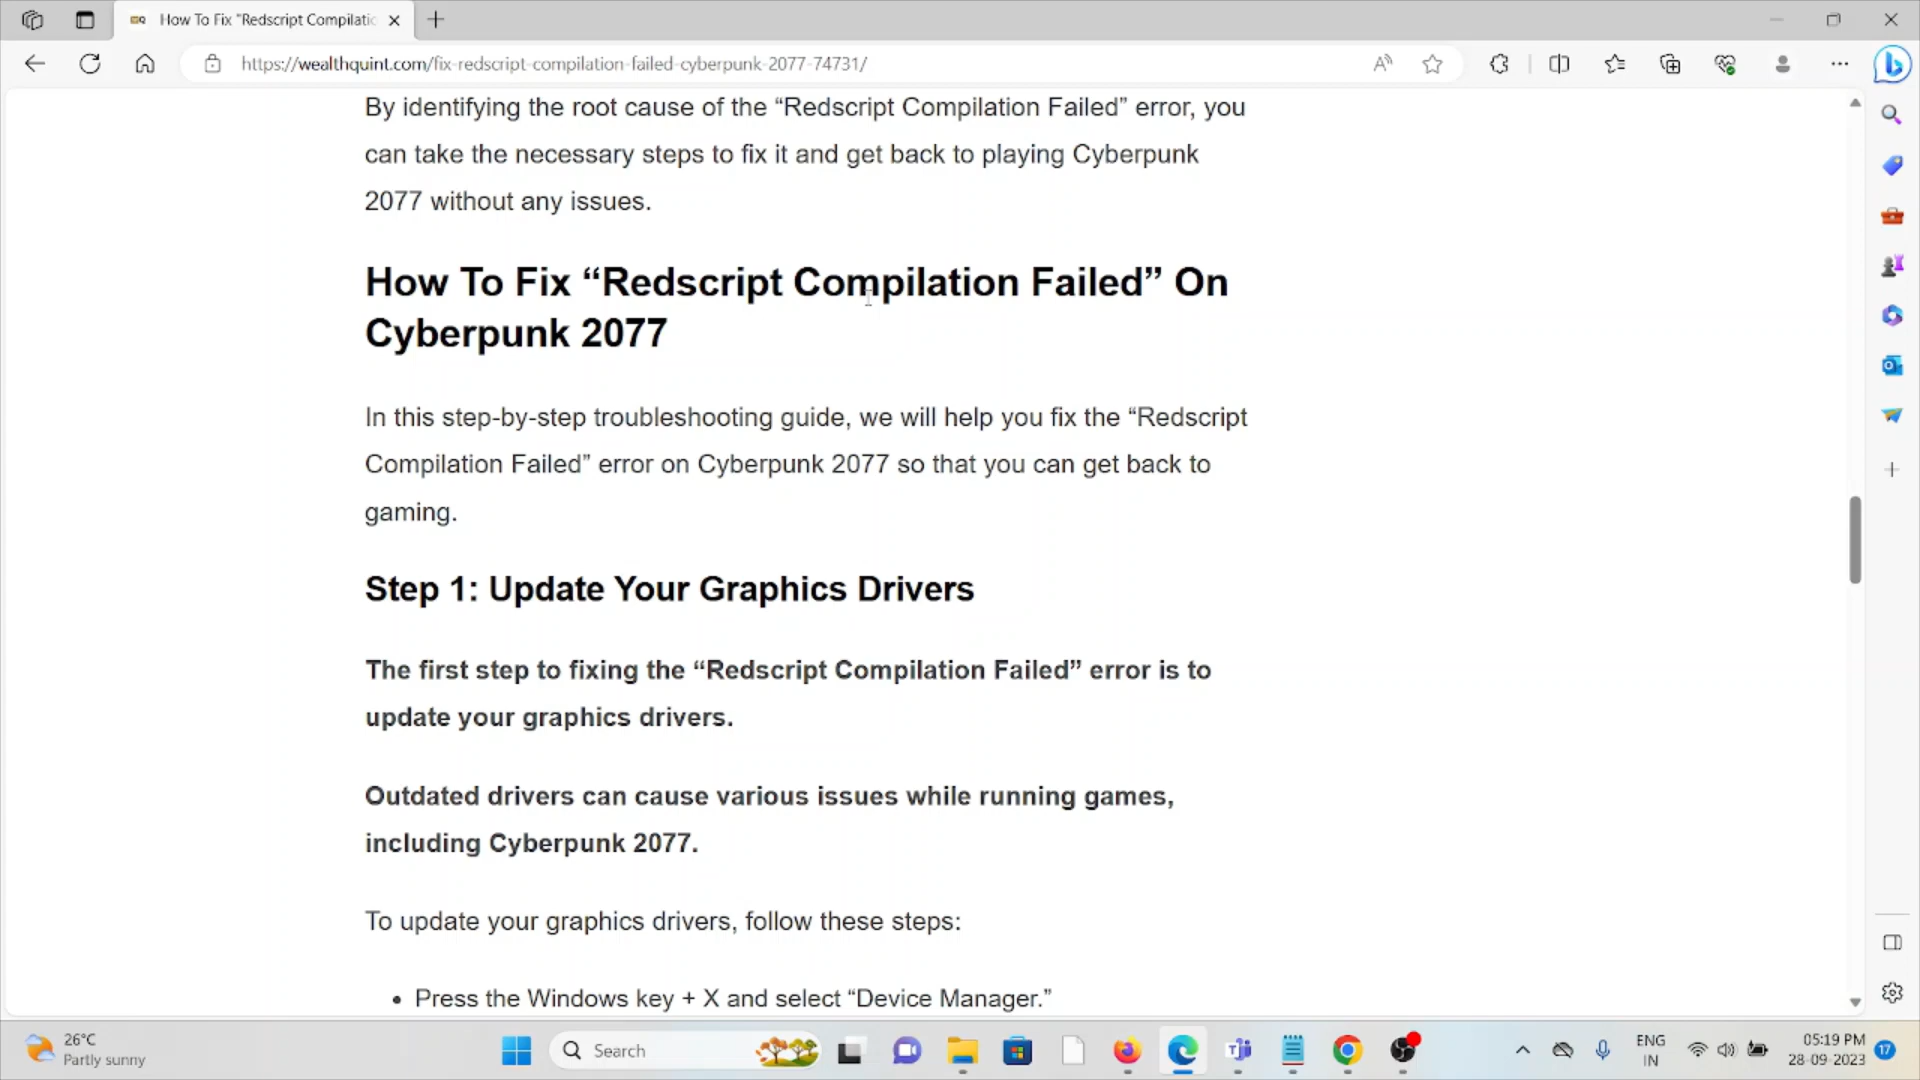 How To Fix "Redscript Compilatic
https://wealthquint.com/fix-redscript-compilation-failed-cyberpunk-2077-74731/
By identifying the root cause of the “Redscript Compilation Failed” error, you
can take the necessary steps to fix it and get back to playing Cyberpunk
2077 without any issues.
How To Fix “Redscript Compilation Failed” On
Cyberpunk 2077
In this step-by-step troubleshooting guide, we will help you fix the “Redscript
Compilation Failed” error on Cyberpunk 2077 so that you can get back to
gaming.
Step 1: Update Your Graphics Drivers
The first step to fixing the “Redscript Compilation Failed” error is to
update your graphics drivers.
Outdated drivers can cause various issues while running games,
including Cyberpunk 2077.
To update your graphics drivers, follow these steps:
• Press the Windows key + X and select “Device Manager.”
26°C
Partly sunny
Search
ENG
IN
05:19 PM
28-09-2023
17